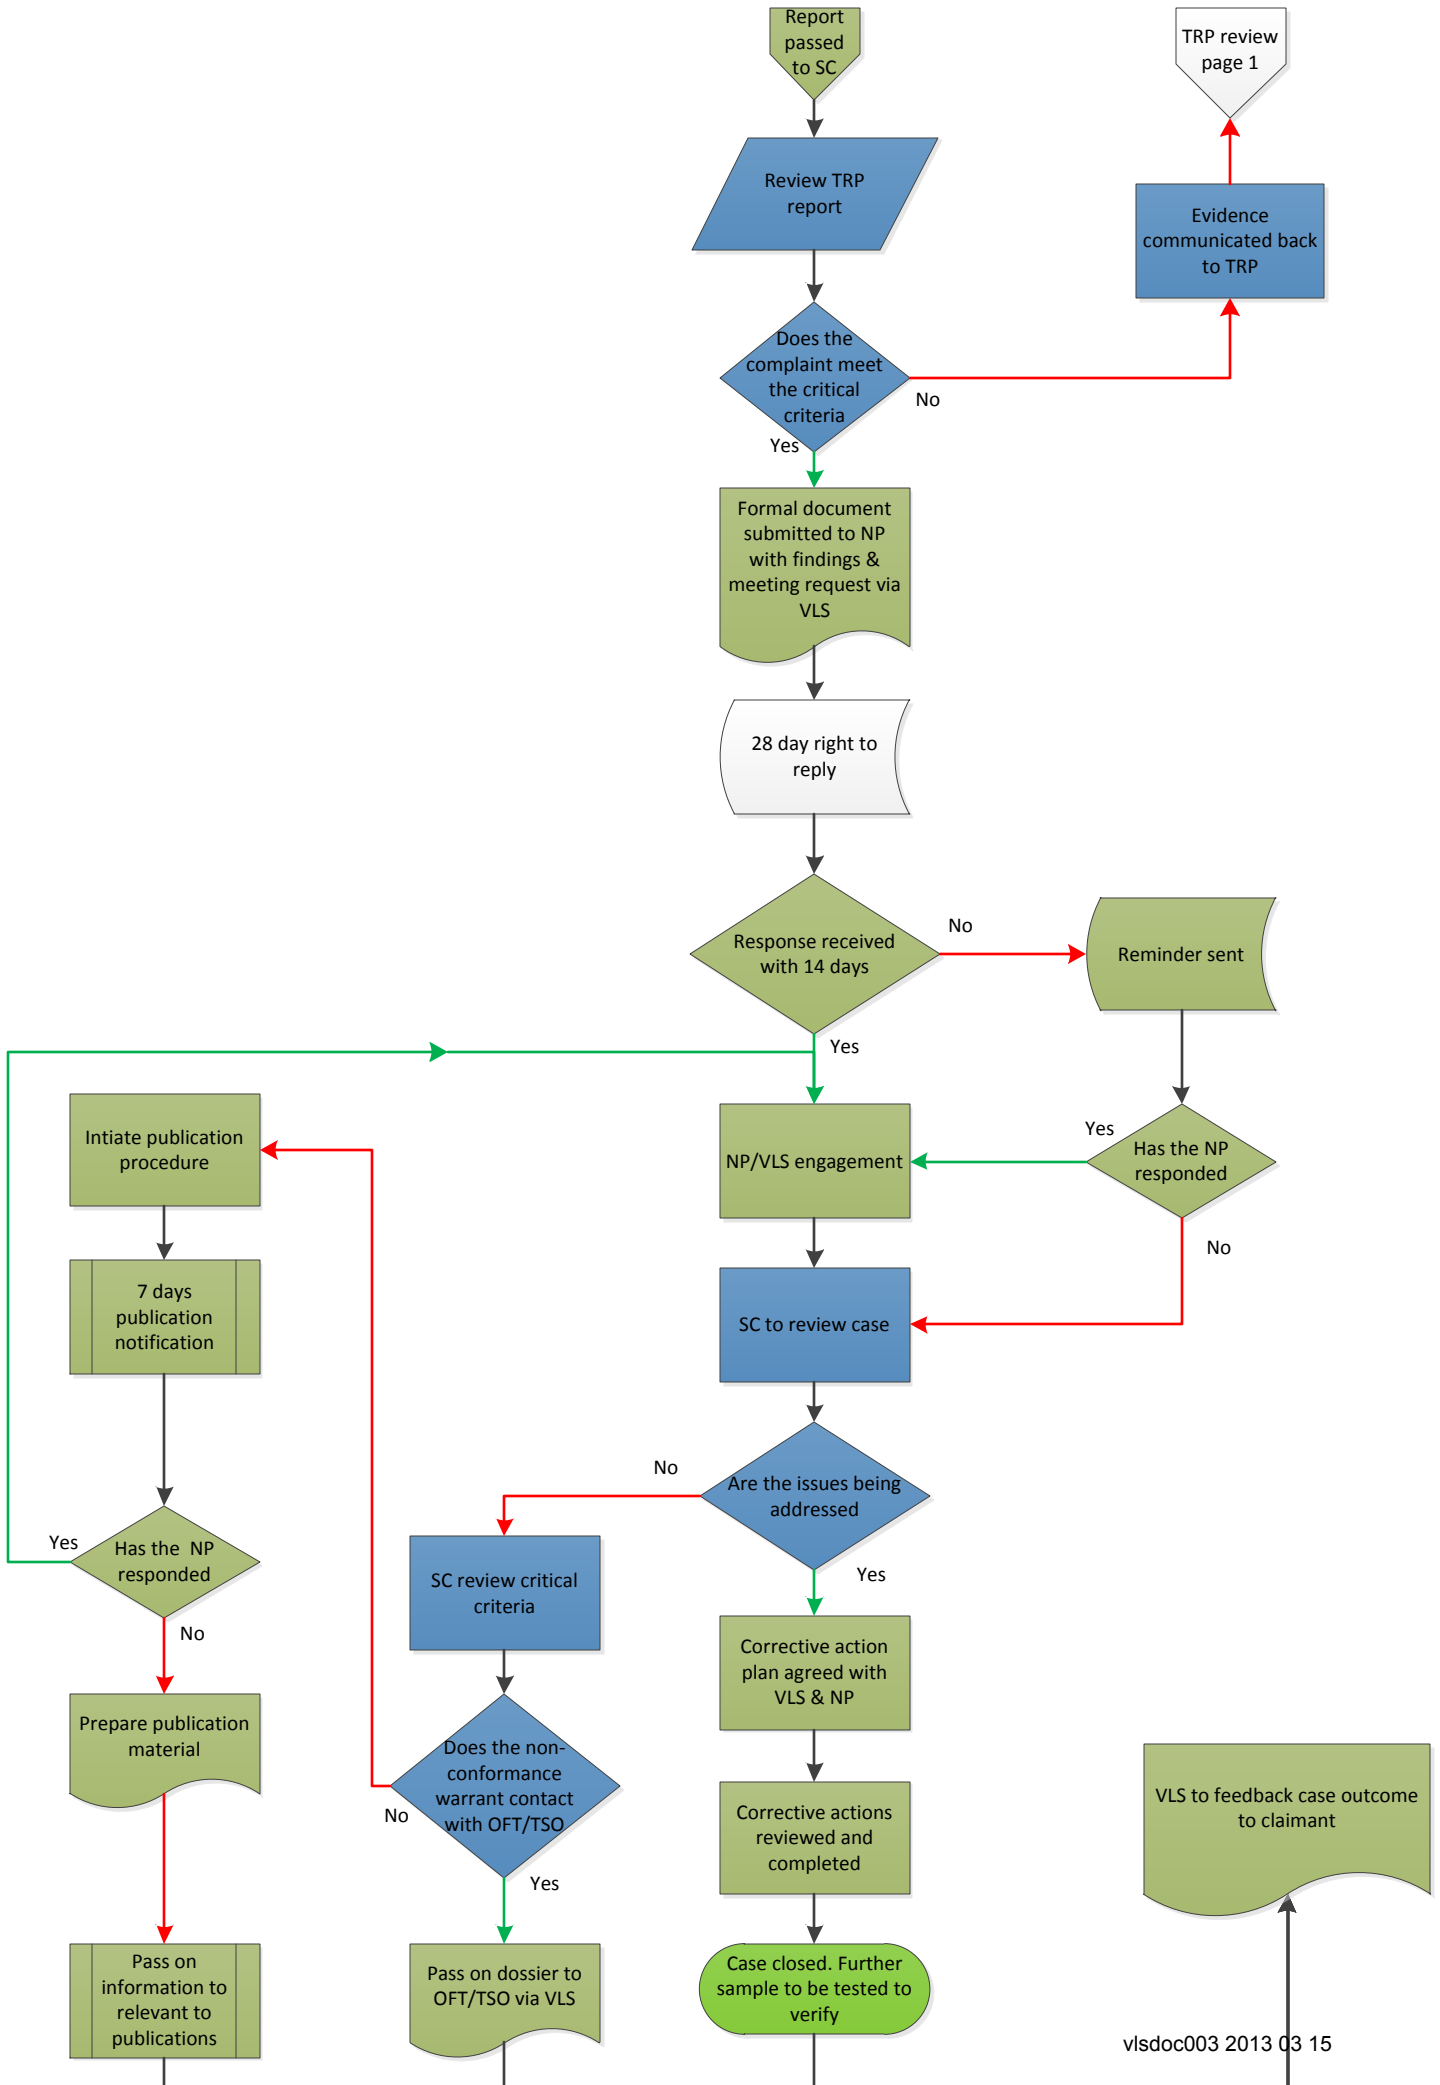 Report
passed
to SC
TRP review
page 1
Review TRP
report
Evidence
communicated back
to TRP
Does the
complaint meet
the critical
criteria
No
Yes
Formal document
submitted to NP
with findings &
meeting request via
VLS
28 day right to
reply
Response received
with 14 days
No
Reminder sent
Yes
Intiate publication
procedure
NP/VLS engagement
Yes
Has the NP
responded
No
7 days
publication
notification
SC to review case
No
Are the issues being
addressed
Yes
Yes
Has the  NP
responded
No
SC review critical
criteria
Corrective action
plan agreed with
VLS & NP
Prepare publication
material
Does the non-
conformance
warrant contact
with OFT/TSO
No
Yes
Corrective actions
reviewed and
completed
VLS to feedback case outcome
to claimant
Pass on
information to
relevant to
publications
Pass on dossier to
OFT/TSO via VLS
Case closed. Further
sample to be tested to
verify
vlsdoc003 2013 03 15